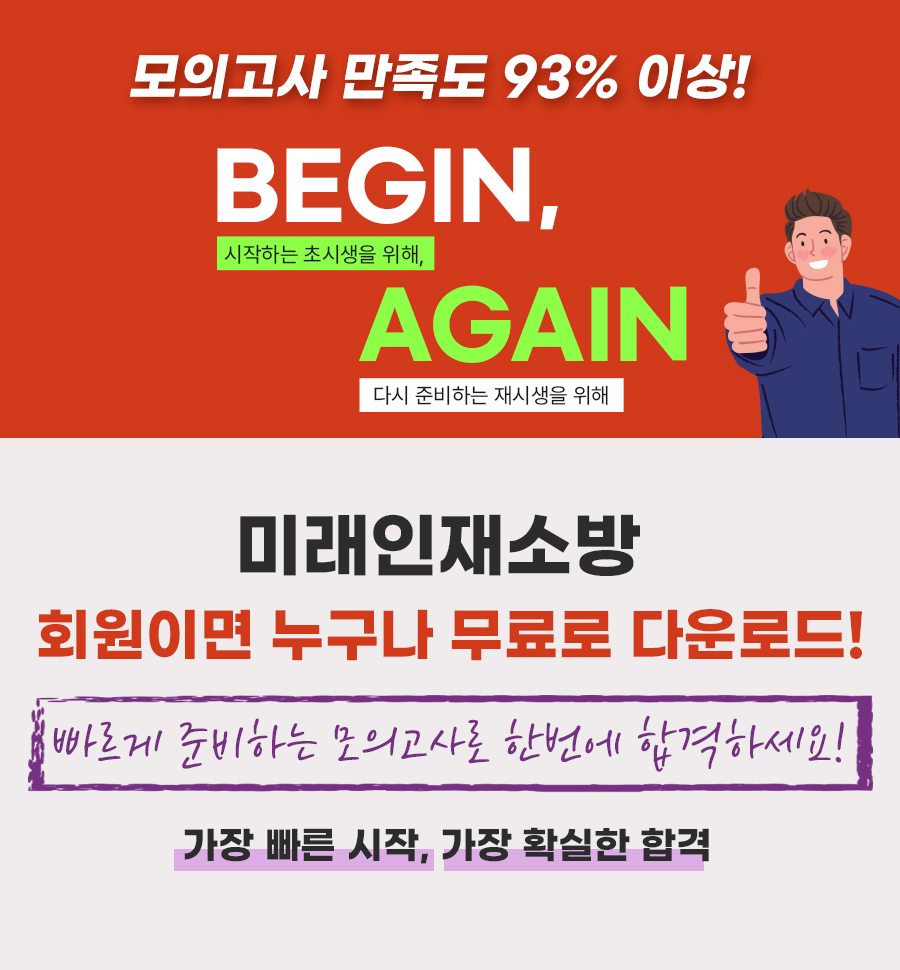 모의고사 만족도 93% 이상!
BEGIN,
시작하는 초시생을 위해,
AGAIN
다시 준비하는 재시생을 위해
미래인재소방
회원이면 누구나 무료로 다운로드!
빠르게 준비하는 모의고사로 한번에 합격하세요!
가장 빠른 시작, 가장 확실한 합격